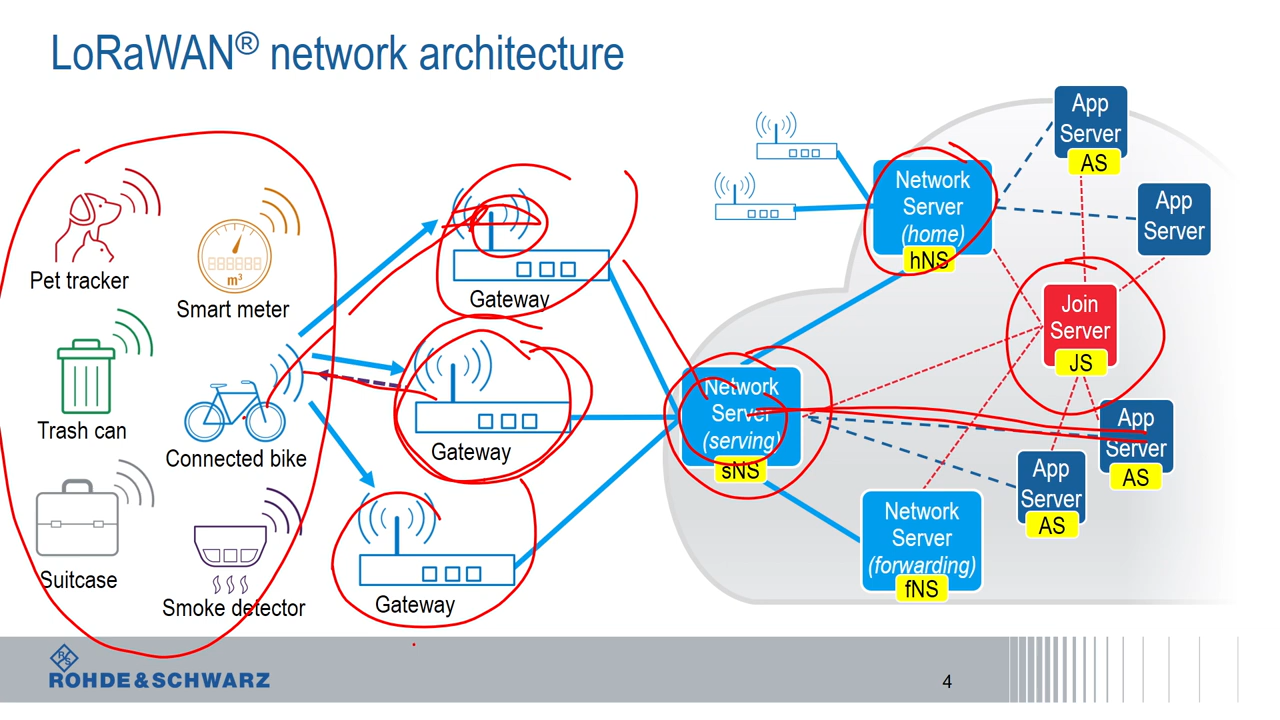 LoRaWAN® network architecture
Pet tracker
m³
Smart meter
Trash can
Connected bike
Suitcase
Smoke detector
Gateway
Gateway
Gateway
Network
Server
(home)
hNS
Network
Server
(serving)
sNS
Network
Server
(forwarding)
fNS
App
Server
AS
App
Server
Join
Server
JS
App
Server
AS
App
Server
AS
R&S
ROHDE & SCHWARZ
4